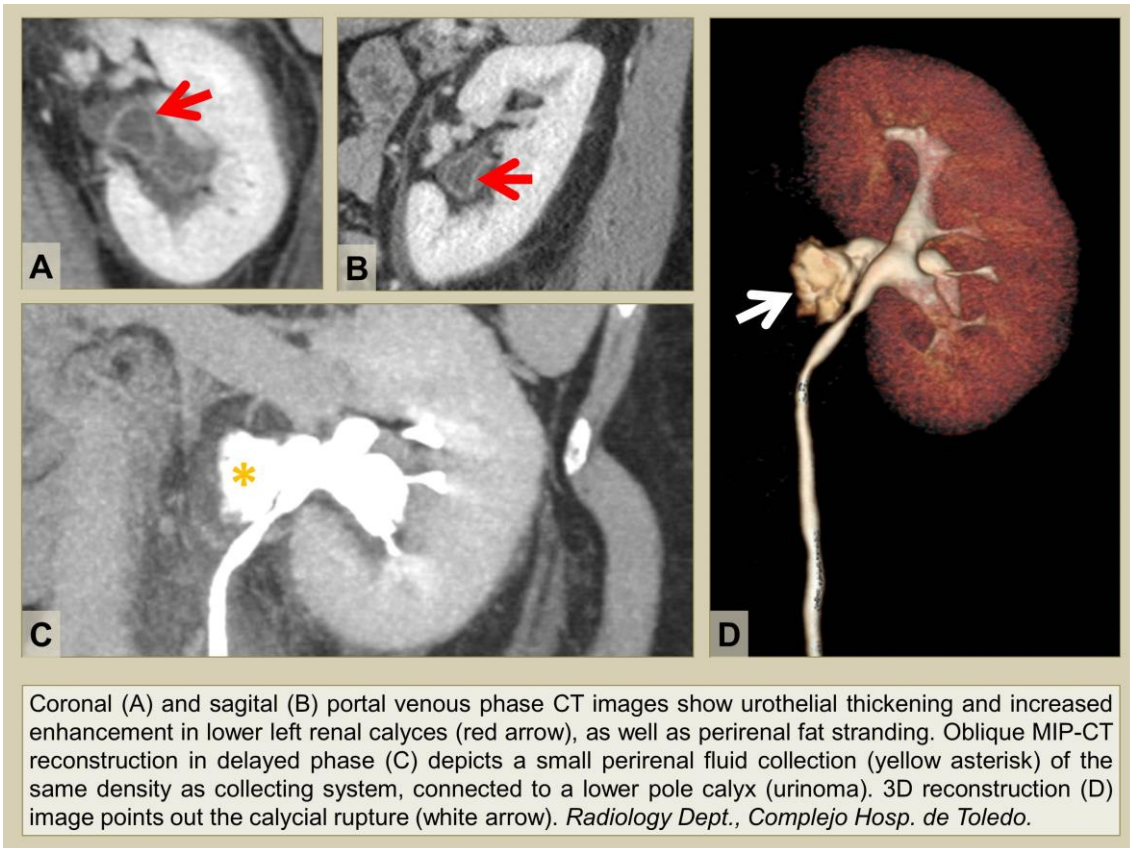 A
B
C
*
D
Coronal (A) and sagital (B) portal venous phase CT images show urothelial thickening and increased
enhancement in lower left renal calyces (red arrow), as well as perirenal fat stranding. Oblique MIP-CT
reconstruction in delayed phase (C) depicts a small perirenal fluid collection (yellow asterisk) of the
same density as collecting system, connected to a lower pole calyx (urinoma). 3D reconstruction (D)
image points out the calycial rupture (white arrow). Radiology Dept., Complejo Hosp. de Toledo.